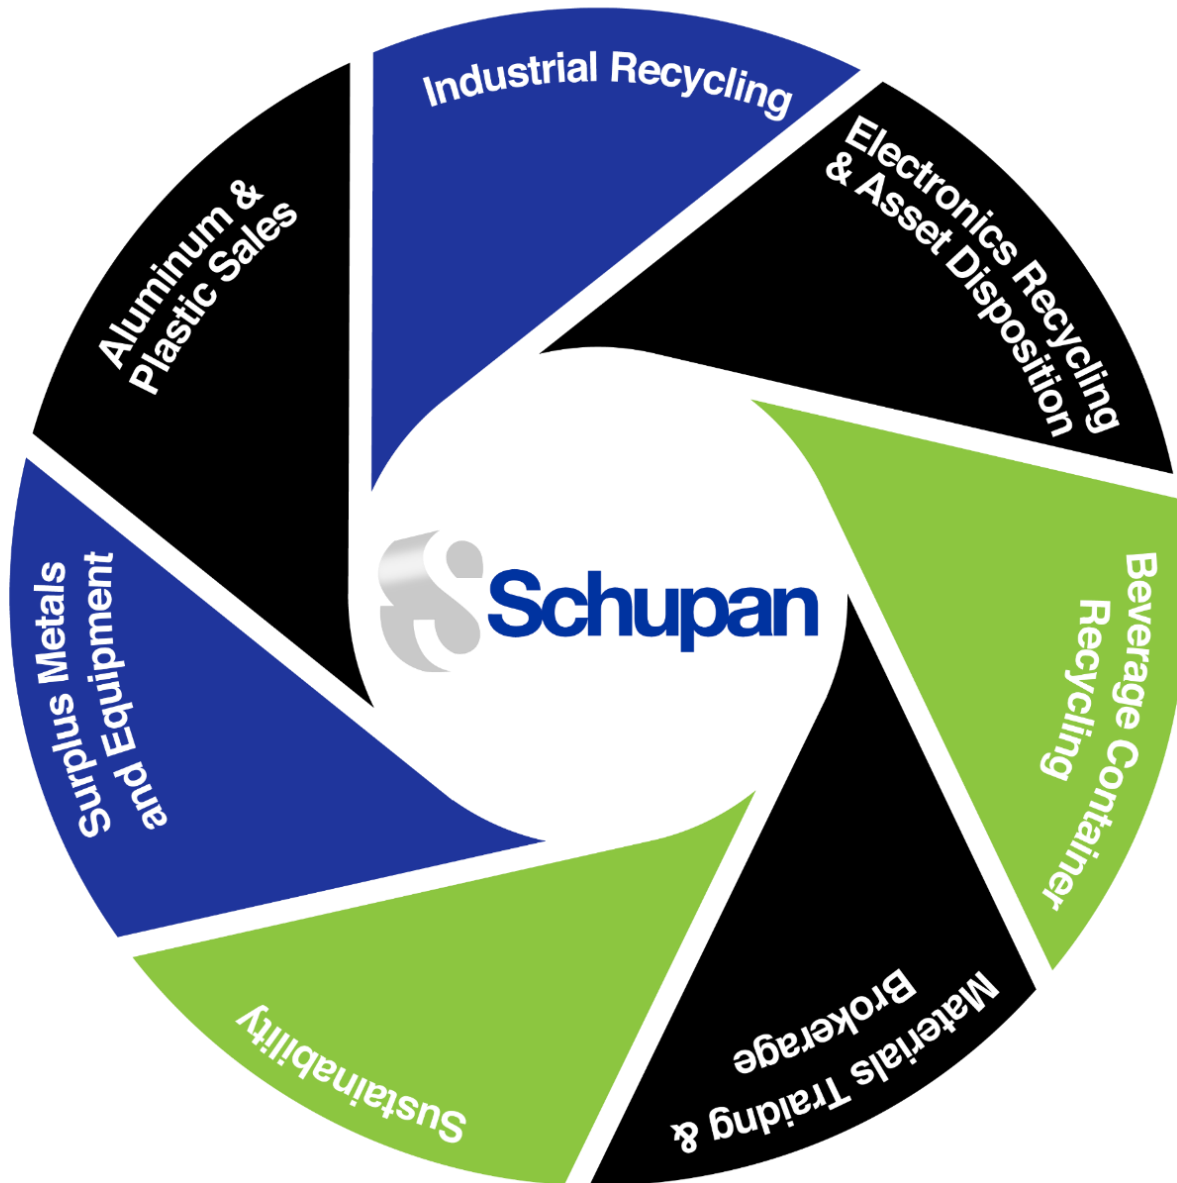 Industrial Recycling
Electronics Recycling
& Asset Disposition
Beverage Container
Recycling
Materials Traidng &
Brokerage
Sustainability
Surplus Metals
and Equipment
Aluminum &
Plastic Sales
Schupan